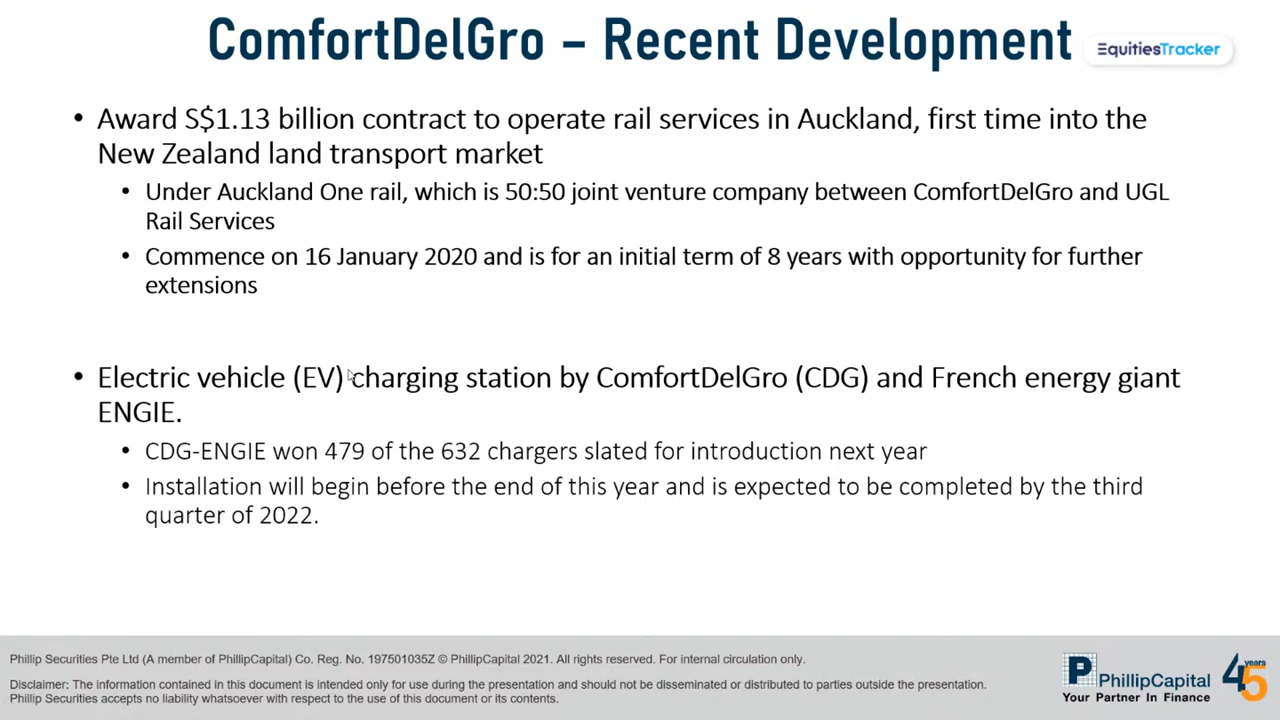 ComfortDelGro – Recent Development
EquitiesTracker
• Award S$1.13 billion contract to operate rail services in Auckland, first time into the
New Zealand land transport market
• Under Auckland One rail, which is 50:50 joint venture company between ComfortDelGro and UGL
Rail Services
• Commence on 16 January 2020 and is for an initial term of 8 years with opportunity for further
extensions
• Electric vehicle (EV) charging station by ComfortDelGro (CDG) and French energy giant
ENGIE.
• CDG-ENGIE won 479 of the 632 chargers slated for introduction next year
• Installation will begin before the end of this year and is expected to be completed by the third
quarter of 2022.
Phillip Securities Pte Ltd (A member of PhillipCapital) Co. Reg. No. 197501035Z © PhillipCapital 2021. All rights reserved. For internal circulation only.
Disclaimer: The information contained in this document is intended only for use during the presentation and should not be disseminated or distributed to parties outside the presentation.
Phillip Securities accepts no liability whatsoever with respect to the use of this document or its contents.
P PhillipCapital
Your Partner In Finance
45 years